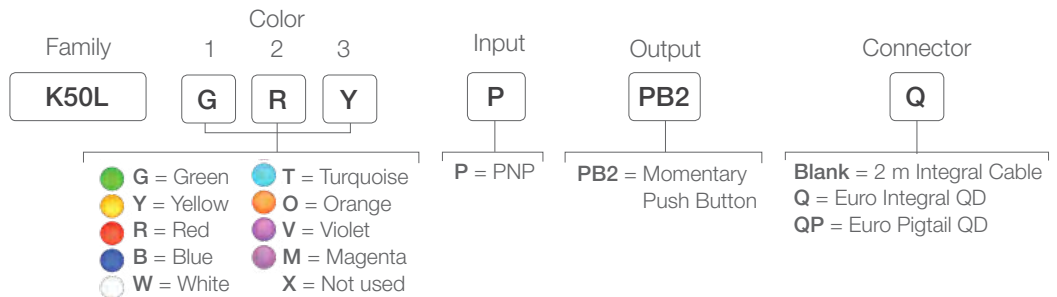 Color
Family 1 2 3 Input Output Connector
K50L G R Y P PB2 Q
G = Green T = Turquoise P = PNP PB2 = Momentary Blank = 2 m Integral Cable
Y = Yellow O = Orange Push Button Q = Euro Integral QD
R = Red V = Violet QP = Euro Pigtail QD
B = Blue M = Magenta
W = White X = Not used